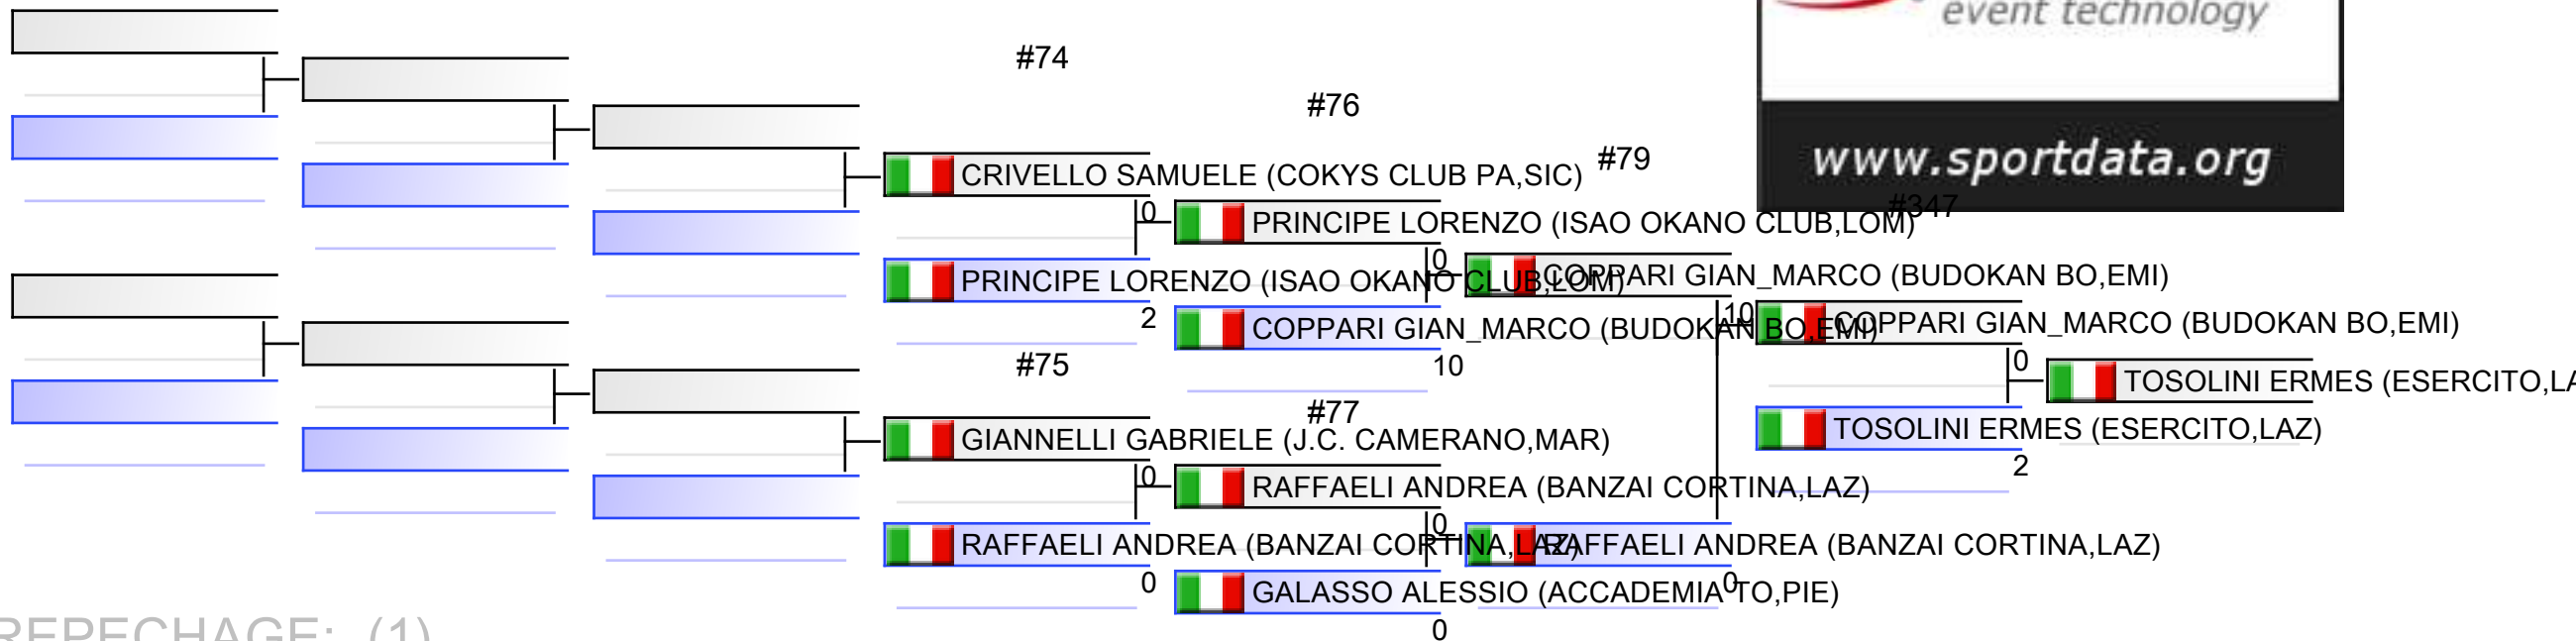 event technology
#74
#76
www.sportdata.org
#79
CRIVELLO SAMUELE (COKYS CLUB PA,SIC)
#347
0
PRINCIPE LORENZO (ISAO OKANO CLUB,LOM)
0
COPPARI GIAN_MARCO (BUDOKAN BO,EMI)
PRINCIPE LORENZO (ISAO OKANO CLUB,LOM)
2
10
COPPARI GIAN_MARCO (BUDOKAN BO,EMI)
COPPARI GIAN_MARCO (BUDOKAN BO,EMI)
#75
10
0
TOSOLINI ERMES (ESERCITO,LA
#77
TOSOLINI ERMES (ESERCITO,LAZ)
GIANNELLI GABRIELE (J.C. CAMERANO,MAR)
2
0
RAFFAELI ANDREA (BANZAI CORTINA,LAZ)
0
RAFFAELI ANDREA (BANZAI CORTINA,LAZ)
RAFFAELI ANDREA (BANZAI CORTINA,LAZ)
0
0
GALASSO ALESSIO (ACCADEMIA TO,PIE)
0
REPECHAGE: (1)